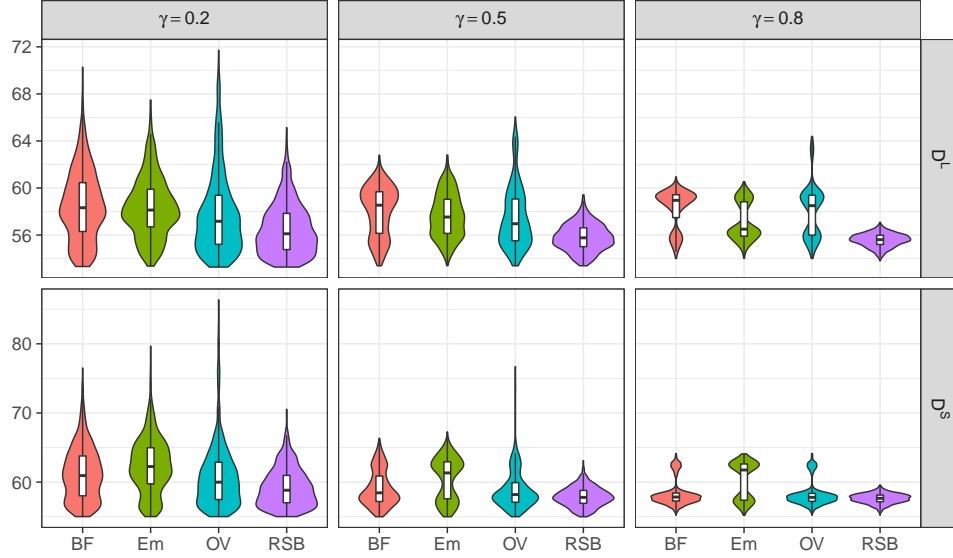 γ = 0.2 γ = 0.5 γ = 0.8
72
68
64
60
56
D^L
80
70
60
D^S
BF Em OV RSB BF Em OV RSB BF Em OV RSB